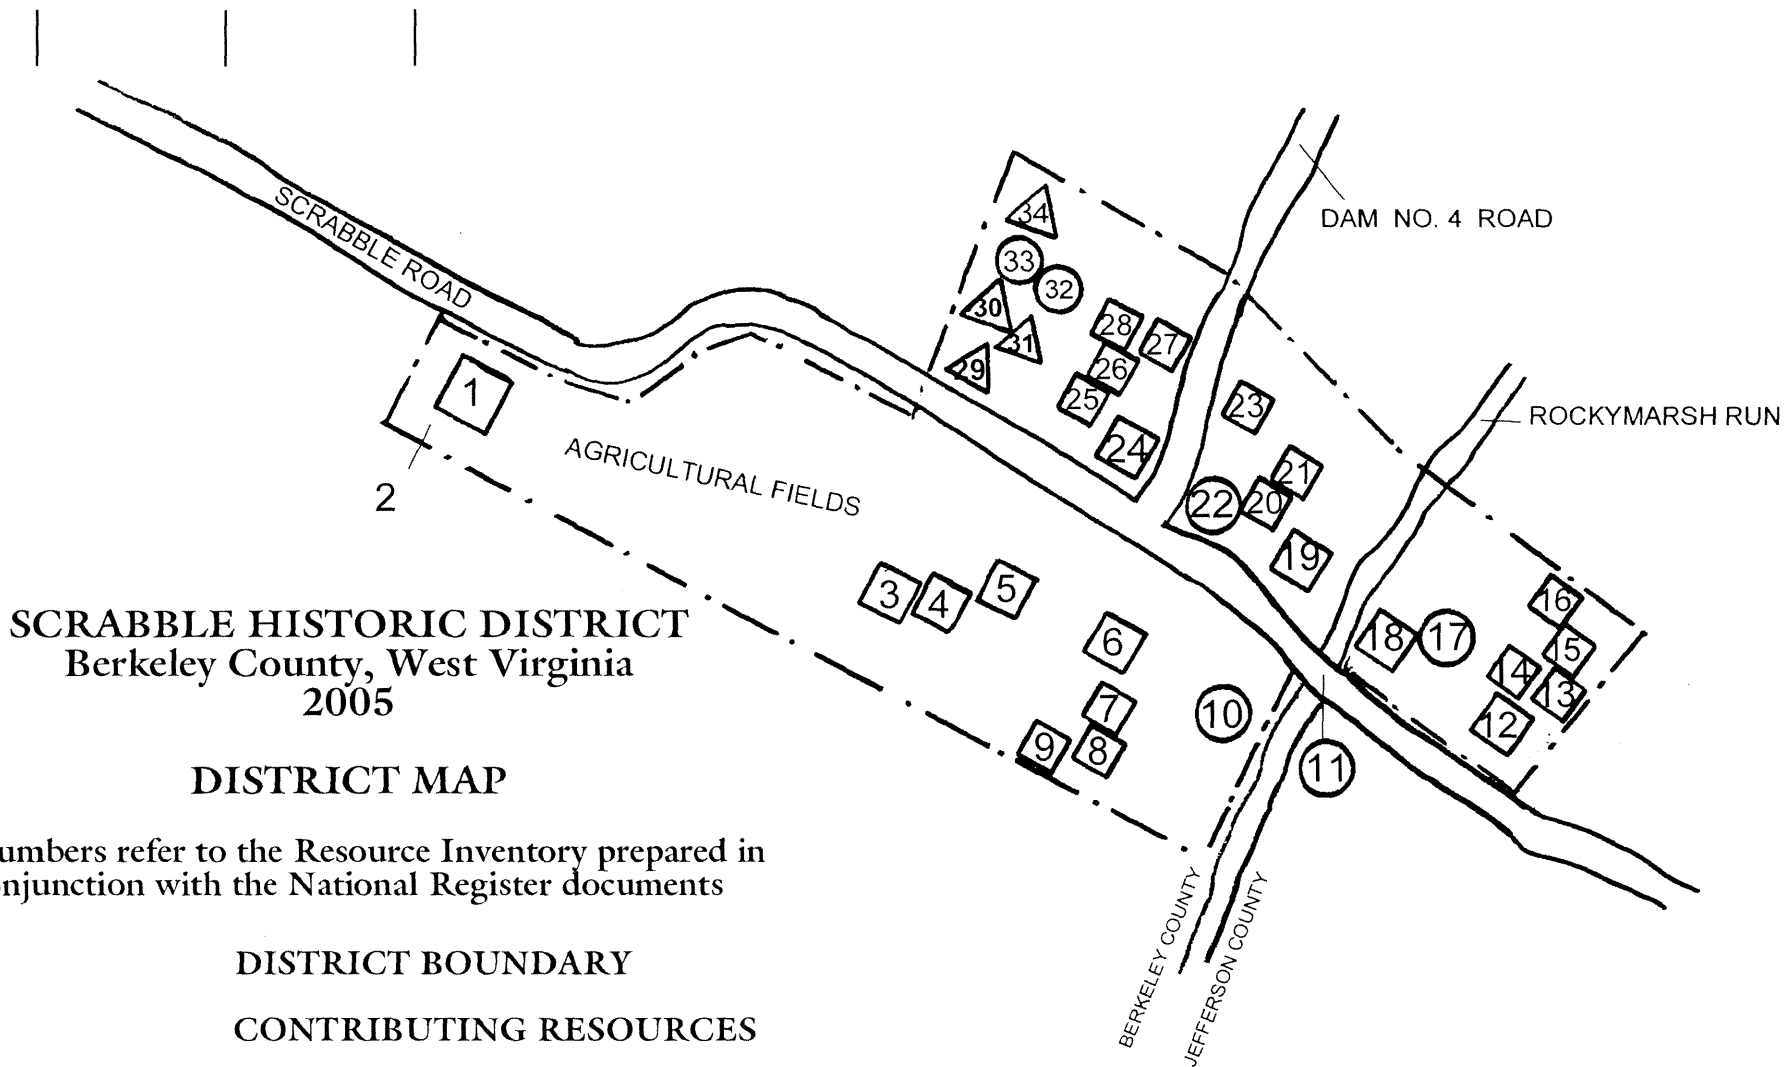 SCRABBLE ROAD
DAM NO. 4 ROAD
ROCKYMARSH RUN
34
33
32
30
31
29
28
27
26
25
24
23
21
22
20
19
1
2
AGRICULTURAL FIELDS
3
4
5
6
7
8
9
10
11
18
17
16
15
14
13
12
SCRABBLE HISTORIC DISTRICT
Berkeley County, West Virginia
2005
DISTRICT MAP
umbers refer to the Resource Inventory prepared in
njunction with the National Register documents
DISTRICT BOUNDARY
CONTRIBUTING RESOURCES
BERKELEY COUNTY
JEFFERSON COUNTY